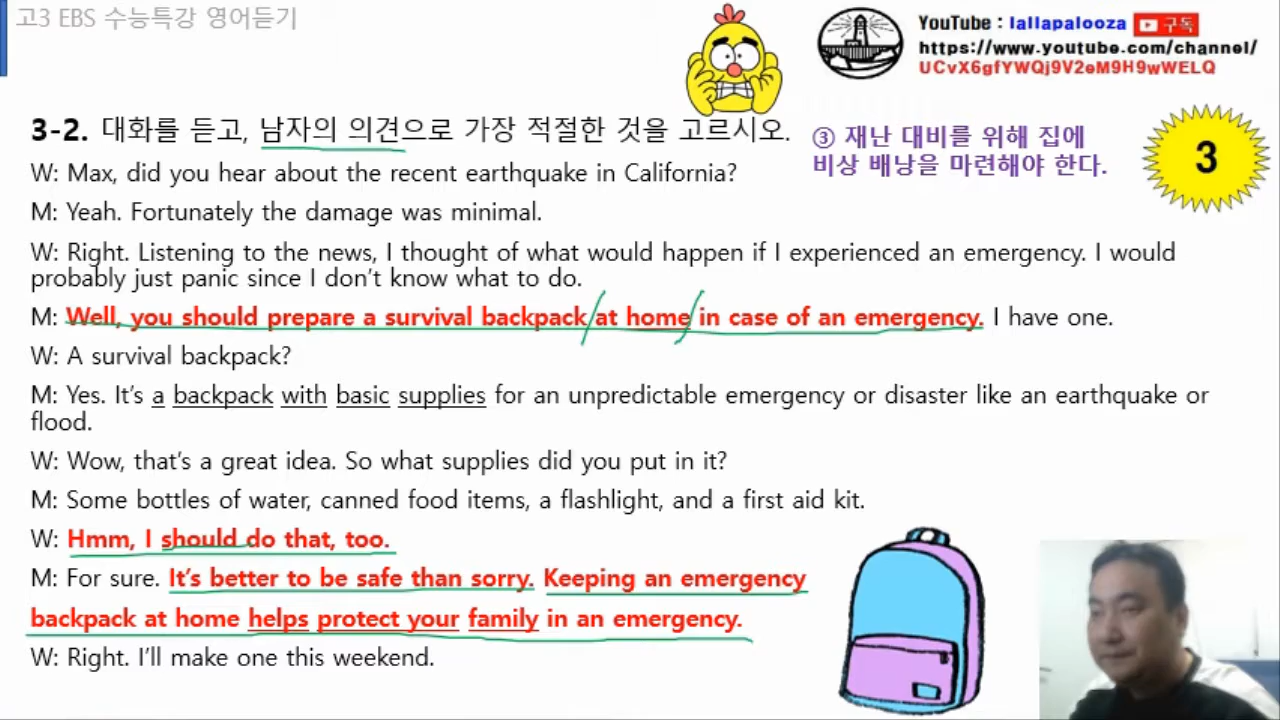 고3 EBS 수능특강 영어듣기
YouTube : lallapalooza 구독
https://www.youtube.com/channel/
UCvX6gfYWQj9V2eM9H9wWELQ
3-2. 대화를 듣고, 남자의 의견으로 가장 적절한 것을 고르시오.
③ 재난 대비를 위해 집에
비상 배낭을 마련해야 한다.
3
W: Max, did you hear about the recent earthquake in California?
M: Yeah. Fortunately the damage was minimal.
W: Right. Listening to the news, I thought of what would happen if I experienced an emergency. I would
probably just panic since I don't know what to do.
M: Well, you should prepare a survival backpack at home in case of an emergency. I have one.
W: A survival backpack?
M: Yes. It's a backpack with basic supplies for an unpredictable emergency or disaster like an earthquake or
flood.
W: Wow, that's a great idea. So what supplies did you put in it?
M: Some bottles of water, canned food items, a flashlight, and a first aid kit.
W: Hmm, I should do that, too.
M: For sure. It's better to be safe than sorry. Keeping an emergency
backpack at home helps protect your family in an emergency.
W: Right. I'll make one this weekend.